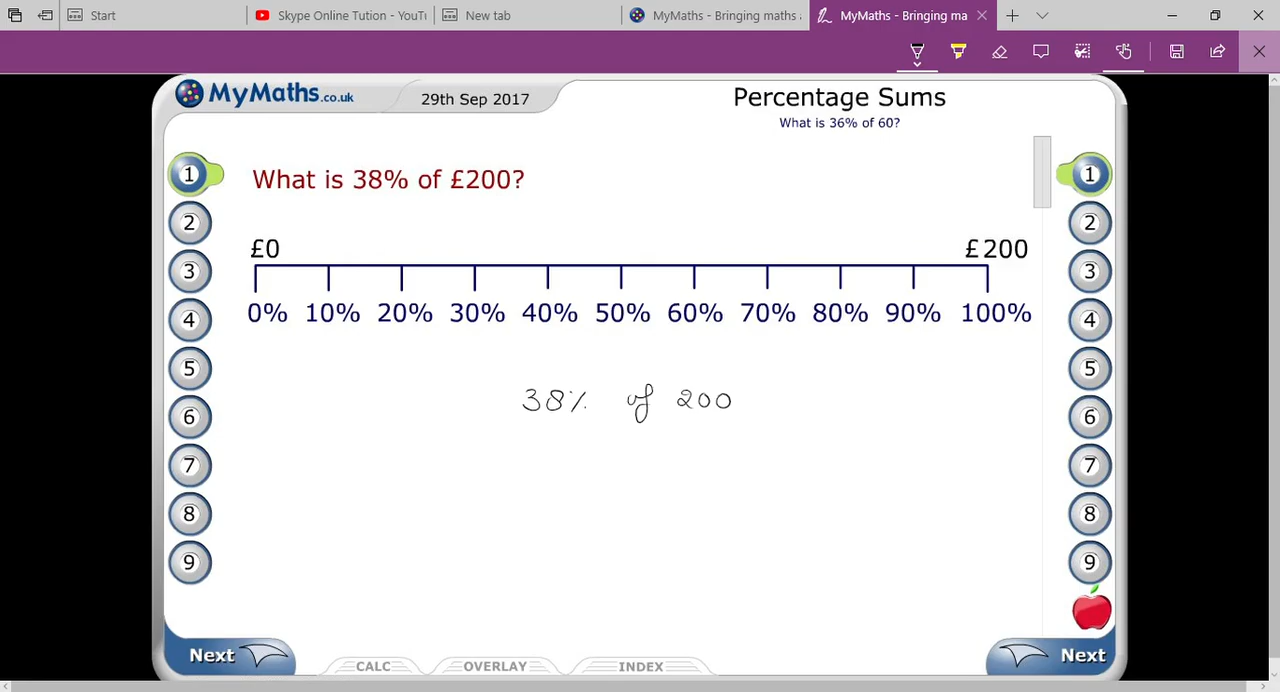 Start
Skype Online Tution - YouTu
New tab
MyMaths - Bringing maths a
MyMaths - Bringing ma
MyMaths.co.uk
29th Sep 2017
Percentage Sums
What is 36% of 60?
What is 38% of £200?
£0
£200
0% 10% 20% 30% 40% 50% 60% 70% 80% 90% 100%
38% of 200
1
2
3
4
5
6
7
8
9
1
2
3
4
5
6
7
8
9
Next
CALC
OVERLAY
INDEX
Next